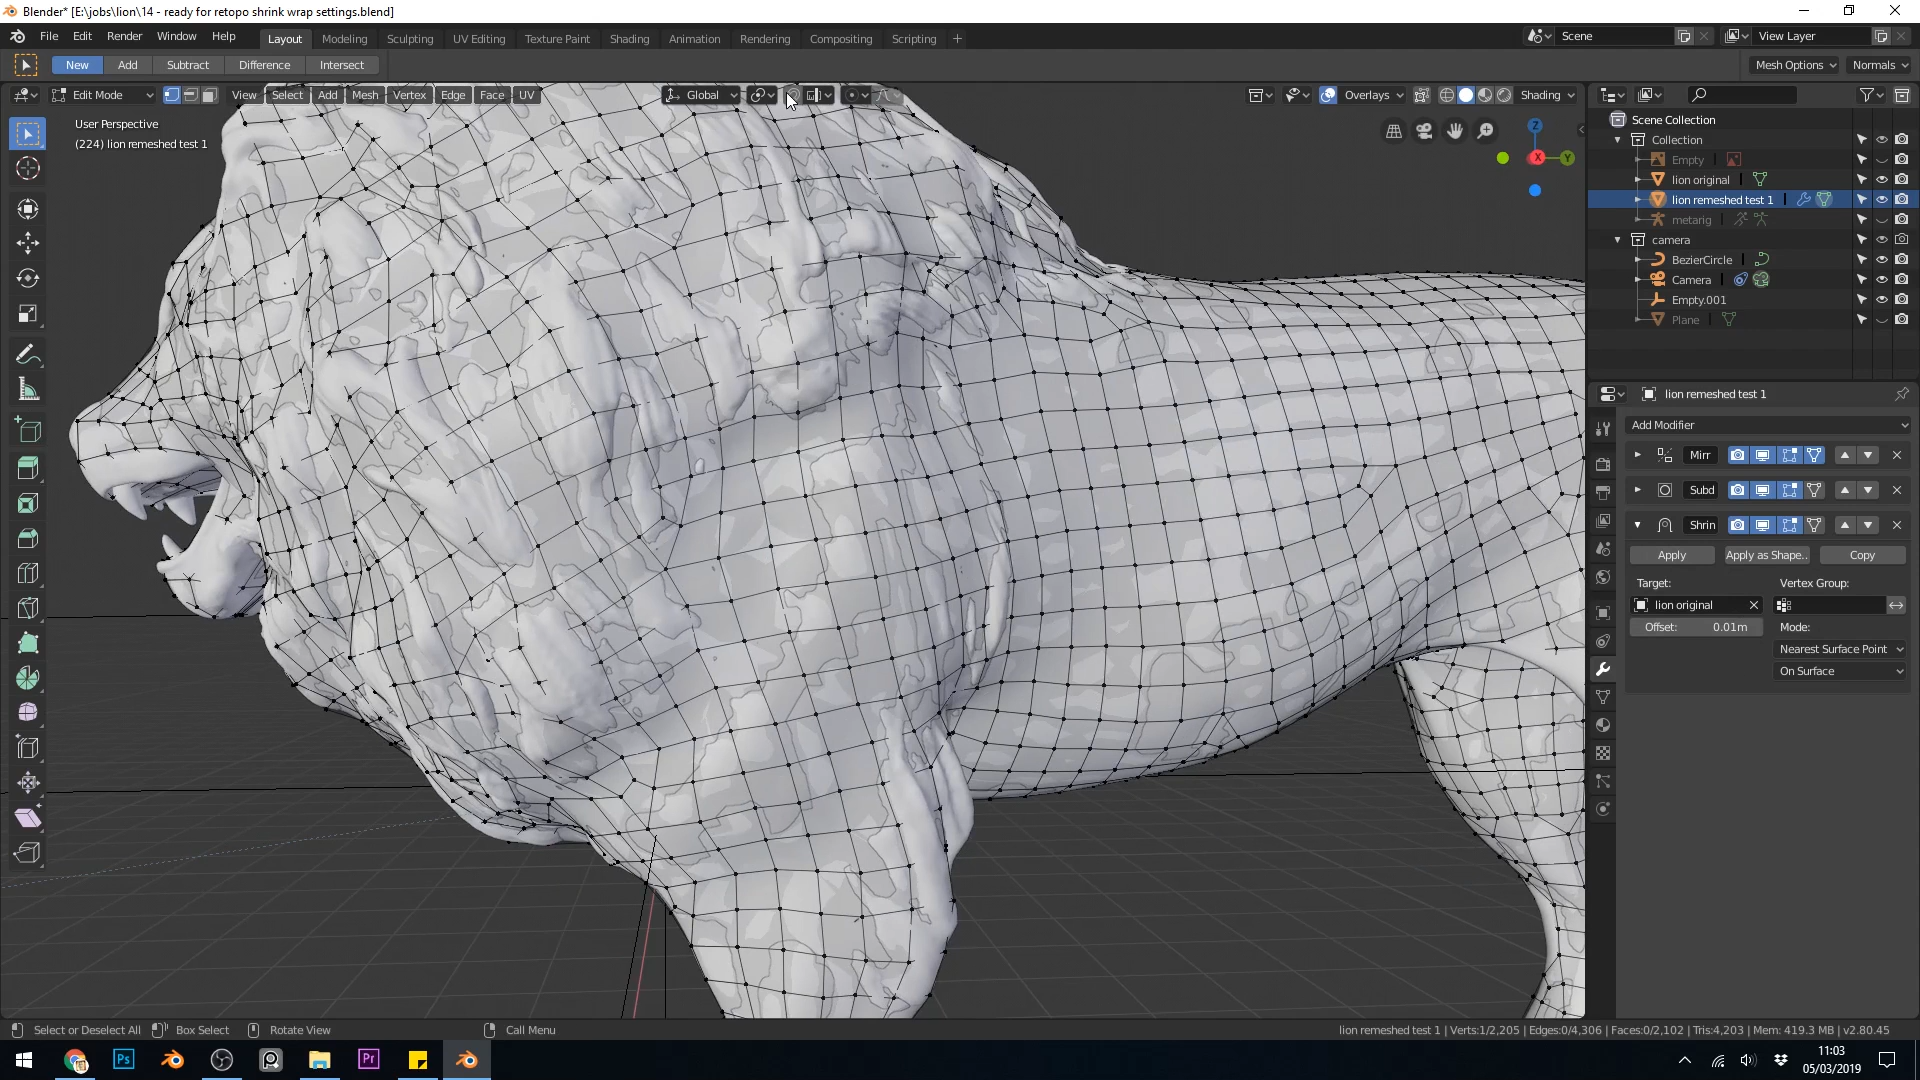 Blender* [E:\jobs\lion\14 - ready for retopo shrink wrap settings.blend]
File Edit Render Window Help Layout Modeling Sculpting UV Editing Texture Paint Shading Animation Rendering Compositing Scripting + Scene View Layer
New Add Subtract Difference Intersect Mesh Options Normals
Edit Mode View Select Add Mesh Vertex Edge Face UV Global Overlays Shading
User Perspective
(224) lion remeshed test 1
Z
X
Y
Scene Collection
Collection
Empty
lion original
lion remeshed test 1
metarig
camera
BezierCircle
Camera
Empty.001
Plane
lion remeshed test 1
Add Modifier
Mirr
Subd
Shrin
Apply Apply as Shape.. Copy
Target: Vertex Group:
lion original
Offset: 0.01m Mode:
Nearest Surface Point
On Surface
Select or Deselect All Box Select Rotate View Call Menu lion remeshed test 1 | Verts:1/2,205 | Edges:0/4,306 | Faces:0/2,102 | Tris:4,203 | Mem: 419.3 MB | v2.80.45
Ps
Pr
11:03
05/03/2019